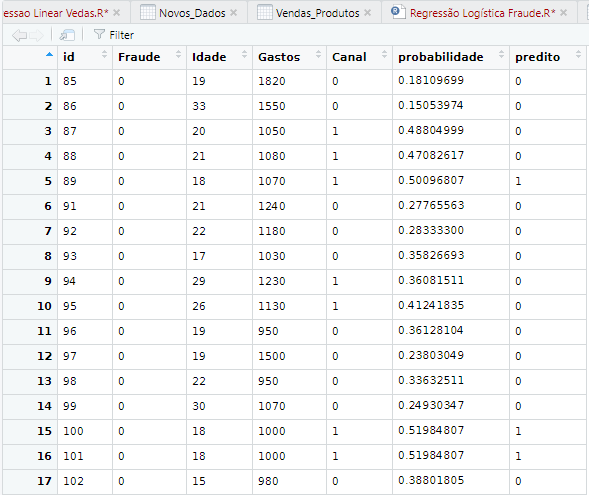 essao Linear Vedas.R* × Novos_Dados × Vendas_Produtos × Regressão Logística Fraude.R* ×
Filter
id Fraude Idade Gastos Canal probabilidade predito
1 85 0 19 1820 0 0.18109699 0
2 86 0 33 1550 0 0.15053974 0
3 87 0 20 1050 1 0.48804999 0
4 88 0 21 1080 1 0.47082617 0
5 89 0 18 1070 1 0.50096807 1
6 91 0 21 1240 0 0.27765563 0
7 92 0 22 1180 0 0.28333300 0
8 93 0 17 1030 0 0.35826693 0
9 94 0 29 1230 1 0.36081511 0
10 95 0 26 1130 1 0.41241835 0
11 96 0 19 950 0 0.36128104 0
12 97 0 19 1500 0 0.23803049 0
13 98 0 22 950 0 0.33632511 0
14 99 0 30 1070 0 0.24930347 0
15 100 0 18 1000 1 0.51984807 1
16 101 0 18 1000 1 0.51984807 1
17 102 0 15 980 0 0.38801805 0